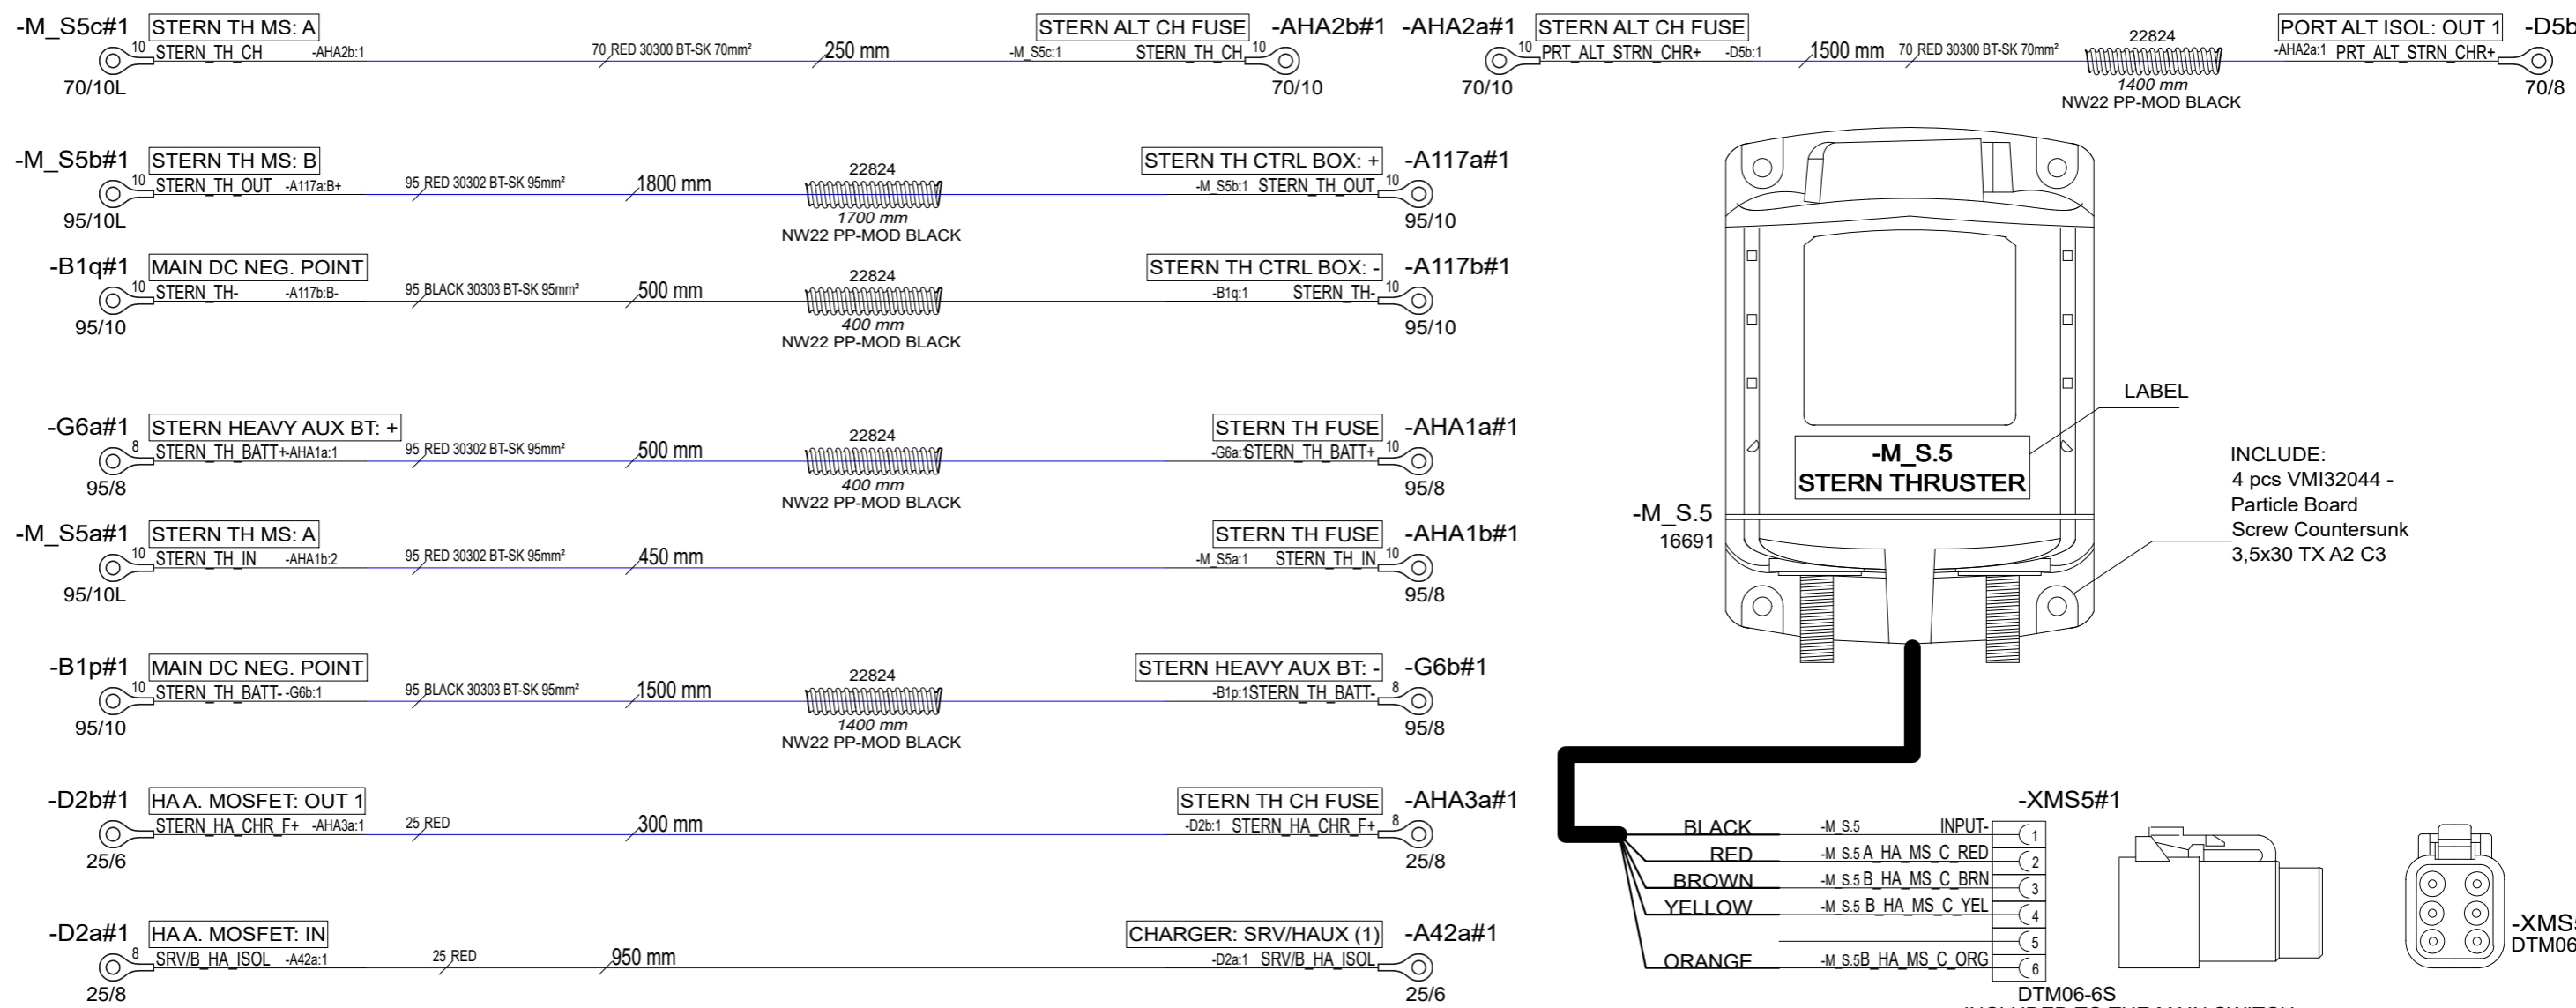 -M_S5c#1 STERN TH MS: A STERN ALT CH FUSE -AHA2b#1
10 STERN_TH_CH -AHA2b:1 70 RED 30300 BT-SK 70mm² 250 mm -M_S5c:1 STERN_TH_CH 10
70/10L 70/10
-AHA2a#1 STERN ALT CH FUSE PORT ALT ISOL: OUT 1 -D5b
22824
10 PRT_ALT_STRN_CHR+ -D5b:1 1500 mm 70 RED 30300 BT-SK 70mm² -AHA2a:1 PRT_ALT_STRN_CHR+
1400 mm
70/10 70/8
NW22 PP-MOD BLACK
-M_S5b#1 STERN TH MS: B STERN TH CTRL BOX: + -A117a#1
22824
10 STERN_TH_OUT -A117a:B+ 95 RED 30302 BT-SK 95mm² 1800 mm -M_S5b:1 STERN_TH_OUT 10
1700 mm
95/10L 95/10
NW22 PP-MOD BLACK
-B1q#1 MAIN DC NEG. POINT STERN TH CTRL BOX: - -A117b#1
22824
10 STERN_TH- -A117b:B- 95 BLACK 30303 BT-SK 95mm² 500 mm -B1q:1 STERN_TH- 10
400 mm
95/10 95/10
NW22 PP-MOD BLACK
-G6a#1 STERN HEAVY AUX BT: + STERN TH FUSE -AHA1a#1
22824
8 STERN_TH_BATT+ -AHA1a:1 95 RED 30302 BT-SK 95mm² 500 mm -G6a:1 STERN_TH_BATT+ 10
400 mm
95/8 95/8
NW22 PP-MOD BLACK
-M_S5a#1 STERN TH MS: A STERN TH FUSE -AHA1b#1
10 STERN_TH_IN -AHA1b:2 95 RED 30302 BT-SK 95mm² 450 mm -M_S5a:1 STERN_TH_IN 10
95/10L 95/8
-B1p#1 MAIN DC NEG. POINT STERN HEAVY AUX BT: - -G6b#1
22824
10 STERN_TH_BATT- -G6b:1 95 BLACK 30303 BT-SK 95mm² 1500 mm -B1p:1 STERN_TH_BATT- 8
1400 mm
95/10 95/8
NW22 PP-MOD BLACK
-D2b#1 HA A. MOSFET: OUT 1 STERN TH CH FUSE -AHA3a#1
STERN_HA_CHR_F+ -AHA3a:1 25 RED 300 mm -D2b:1 STERN_HA_CHR_F+ 8
25/6 25/8
-D2a#1 HA A. MOSFET: IN CHARGER: SRV/HAUX (1) -A42a#1
8 SRV/B_HA_ISOL -A42a:1 25 RED 950 mm -D2a:1 SRV/B_HA_ISOL
25/8 25/6
LABEL
-M_S.5
STERN THRUSTER
-M_S.5
16691
INCLUDE:
4 pcs VMI32044 -
Particle Board
Screw Countersunk
3,5x30 TX A2 C3
-XMS5#1
BLACK -M_S.5 INPUT- 1
RED -M_S.5 A_HA_MS_C_RED 2
BROWN -M_S.5 B_HA_MS_C_BRN 3
YELLOW -M_S.5 B_HA_MS_C_YEL 4
5
ORANGE -M_S.5 B_HA_MS_C_ORG 6
DTM06-6S
-XMS
DTM06